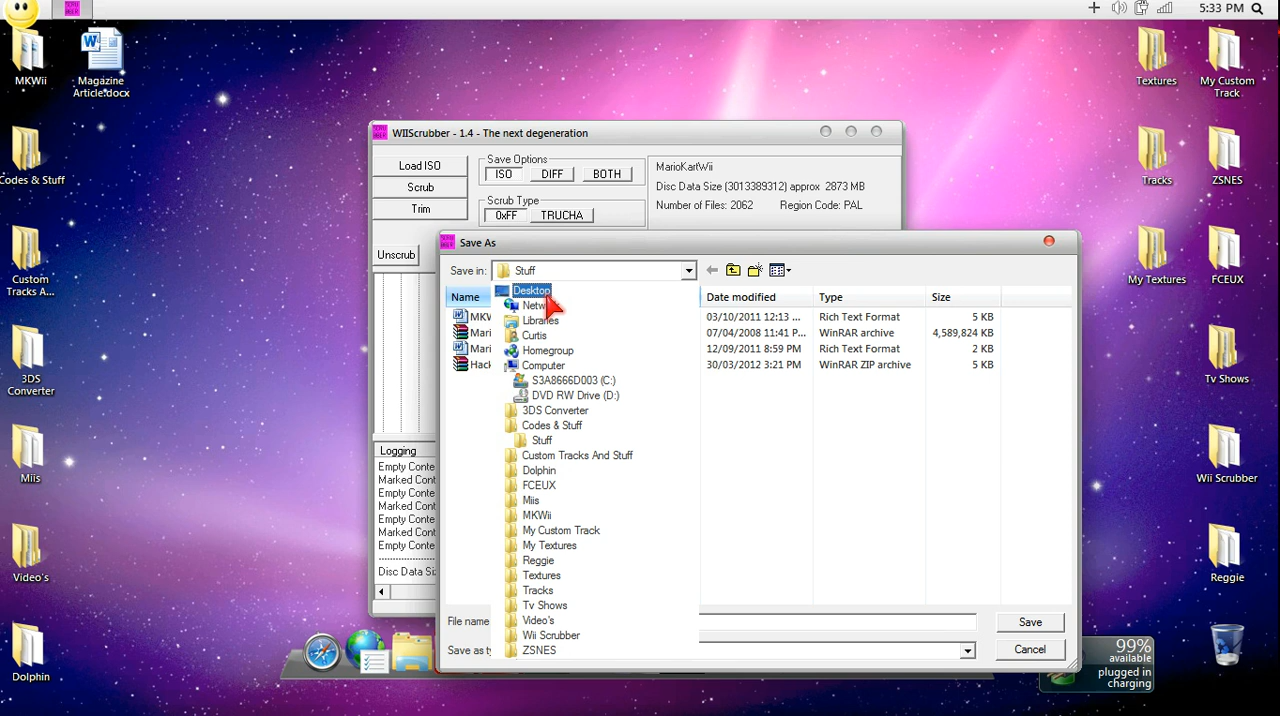 SCRU
BBER
5:33 PM
MKWii
Magazine
Article.docx
Codes & Stuff
Custom
Tracks A...
3DS
Converter
Miis
Video's
Dolphin
Textures
My Custom
Track
Tracks
ZSNES
My Textures
FCEUX
Tv Shows
Wii Scrubber
Reggie
WIIScrubber - 1.4 - The next degeneration
Load ISO
Scrub
Trim
Unscrub
Save Options
ISO
DIFF
BOTH
Scrub Type
0xFF
TRUCHA
MarioKartWii
Disc Data Size (3013389312) approx 2873 MB
Number of Files: 2062 Region Code: PAL
Logging
Empty Conte
Marked Cont
Empty Conte
Marked Cont
Empty Conte
Marked Cont
Empty Conte
Disc Data Siz
Save As
Save in:
Stuff
Name
Date modified
Type
Size
MKW
03/10/2011 12:13 ...
Rich Text Format
5 KB
Mari
07/04/2008 11:41 P...
WinRAR archive
4,589,824 KB
Mari
12/09/2011 8:59 PM
Rich Text Format
2 KB
Hack
30/03/2012 3:21 PM
WinRAR ZIP archive
5 KB
Desktop
Netw
Libraries
Curtis
Homegroup
Computer
S3A8666D003 (C:)
DVD RW Drive (D:)
3DS Converter
Codes & Stuff
Stuff
Custom Tracks And Stuff
Dolphin
FCEUX
Miis
MKWii
My Custom Track
My Textures
Reggie
Textures
Tracks
Tv Shows
Video's
Wii Scrubber
ZSNES
File name
Save as ty
Save
Cancel
99%
available
plugged in
charging